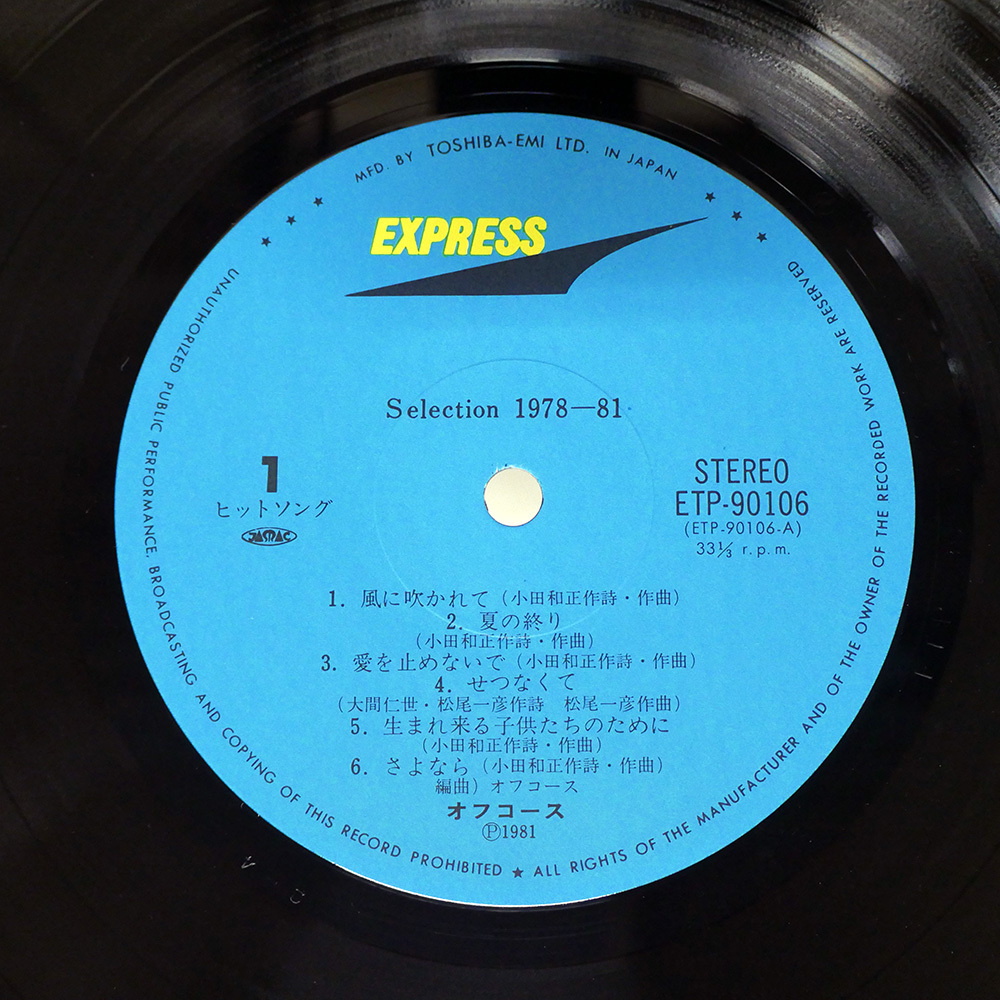 MFD. BY TOSHIBA-EMI LTD. IN JAPAN
EXPRESS
Selection 1978—81
1
ヒットソング
JASRAC
STEREO
ETP-90106
(ETP-90106-A)
33⅓ r.p.m.
1. 風に吹かれて(小田和正作詩・作曲)
2. 夏の終り
(小田和正作詩・作曲)
3. 愛を止めないで(小田和正作詩・作曲)
4. せつなくて
(大間仁世・松尾一彦作詩 松尾一彦作曲)
5. 生まれ来る子供たちのために
(小田和正作詩・作曲)
6. さよなら(小田和正作詩・作曲)
編曲)オフコース
オフコース
Ⓟ1981
UNAUTHORIZED PUBLIC PERFORMANCE, BROADCASTING AND COPYING OF THIS RECORD PROHIBITED ★ ALL RIGHTS OF THE MANUFACTURER AND OF THE OWNER OF THE RECORDED WORK ARE RESERVED